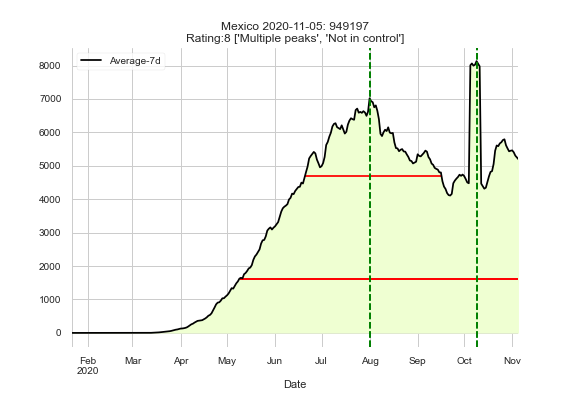 Mexico 2020-11-05: 949197
Rating:8 ['Multiple peaks', 'Not in control']
Average-7d
8000
7000
6000
5000
4000
3000
2000
1000
0
Feb Mar Apr May Jun Jul Aug Sep Oct Nov
2020
Date